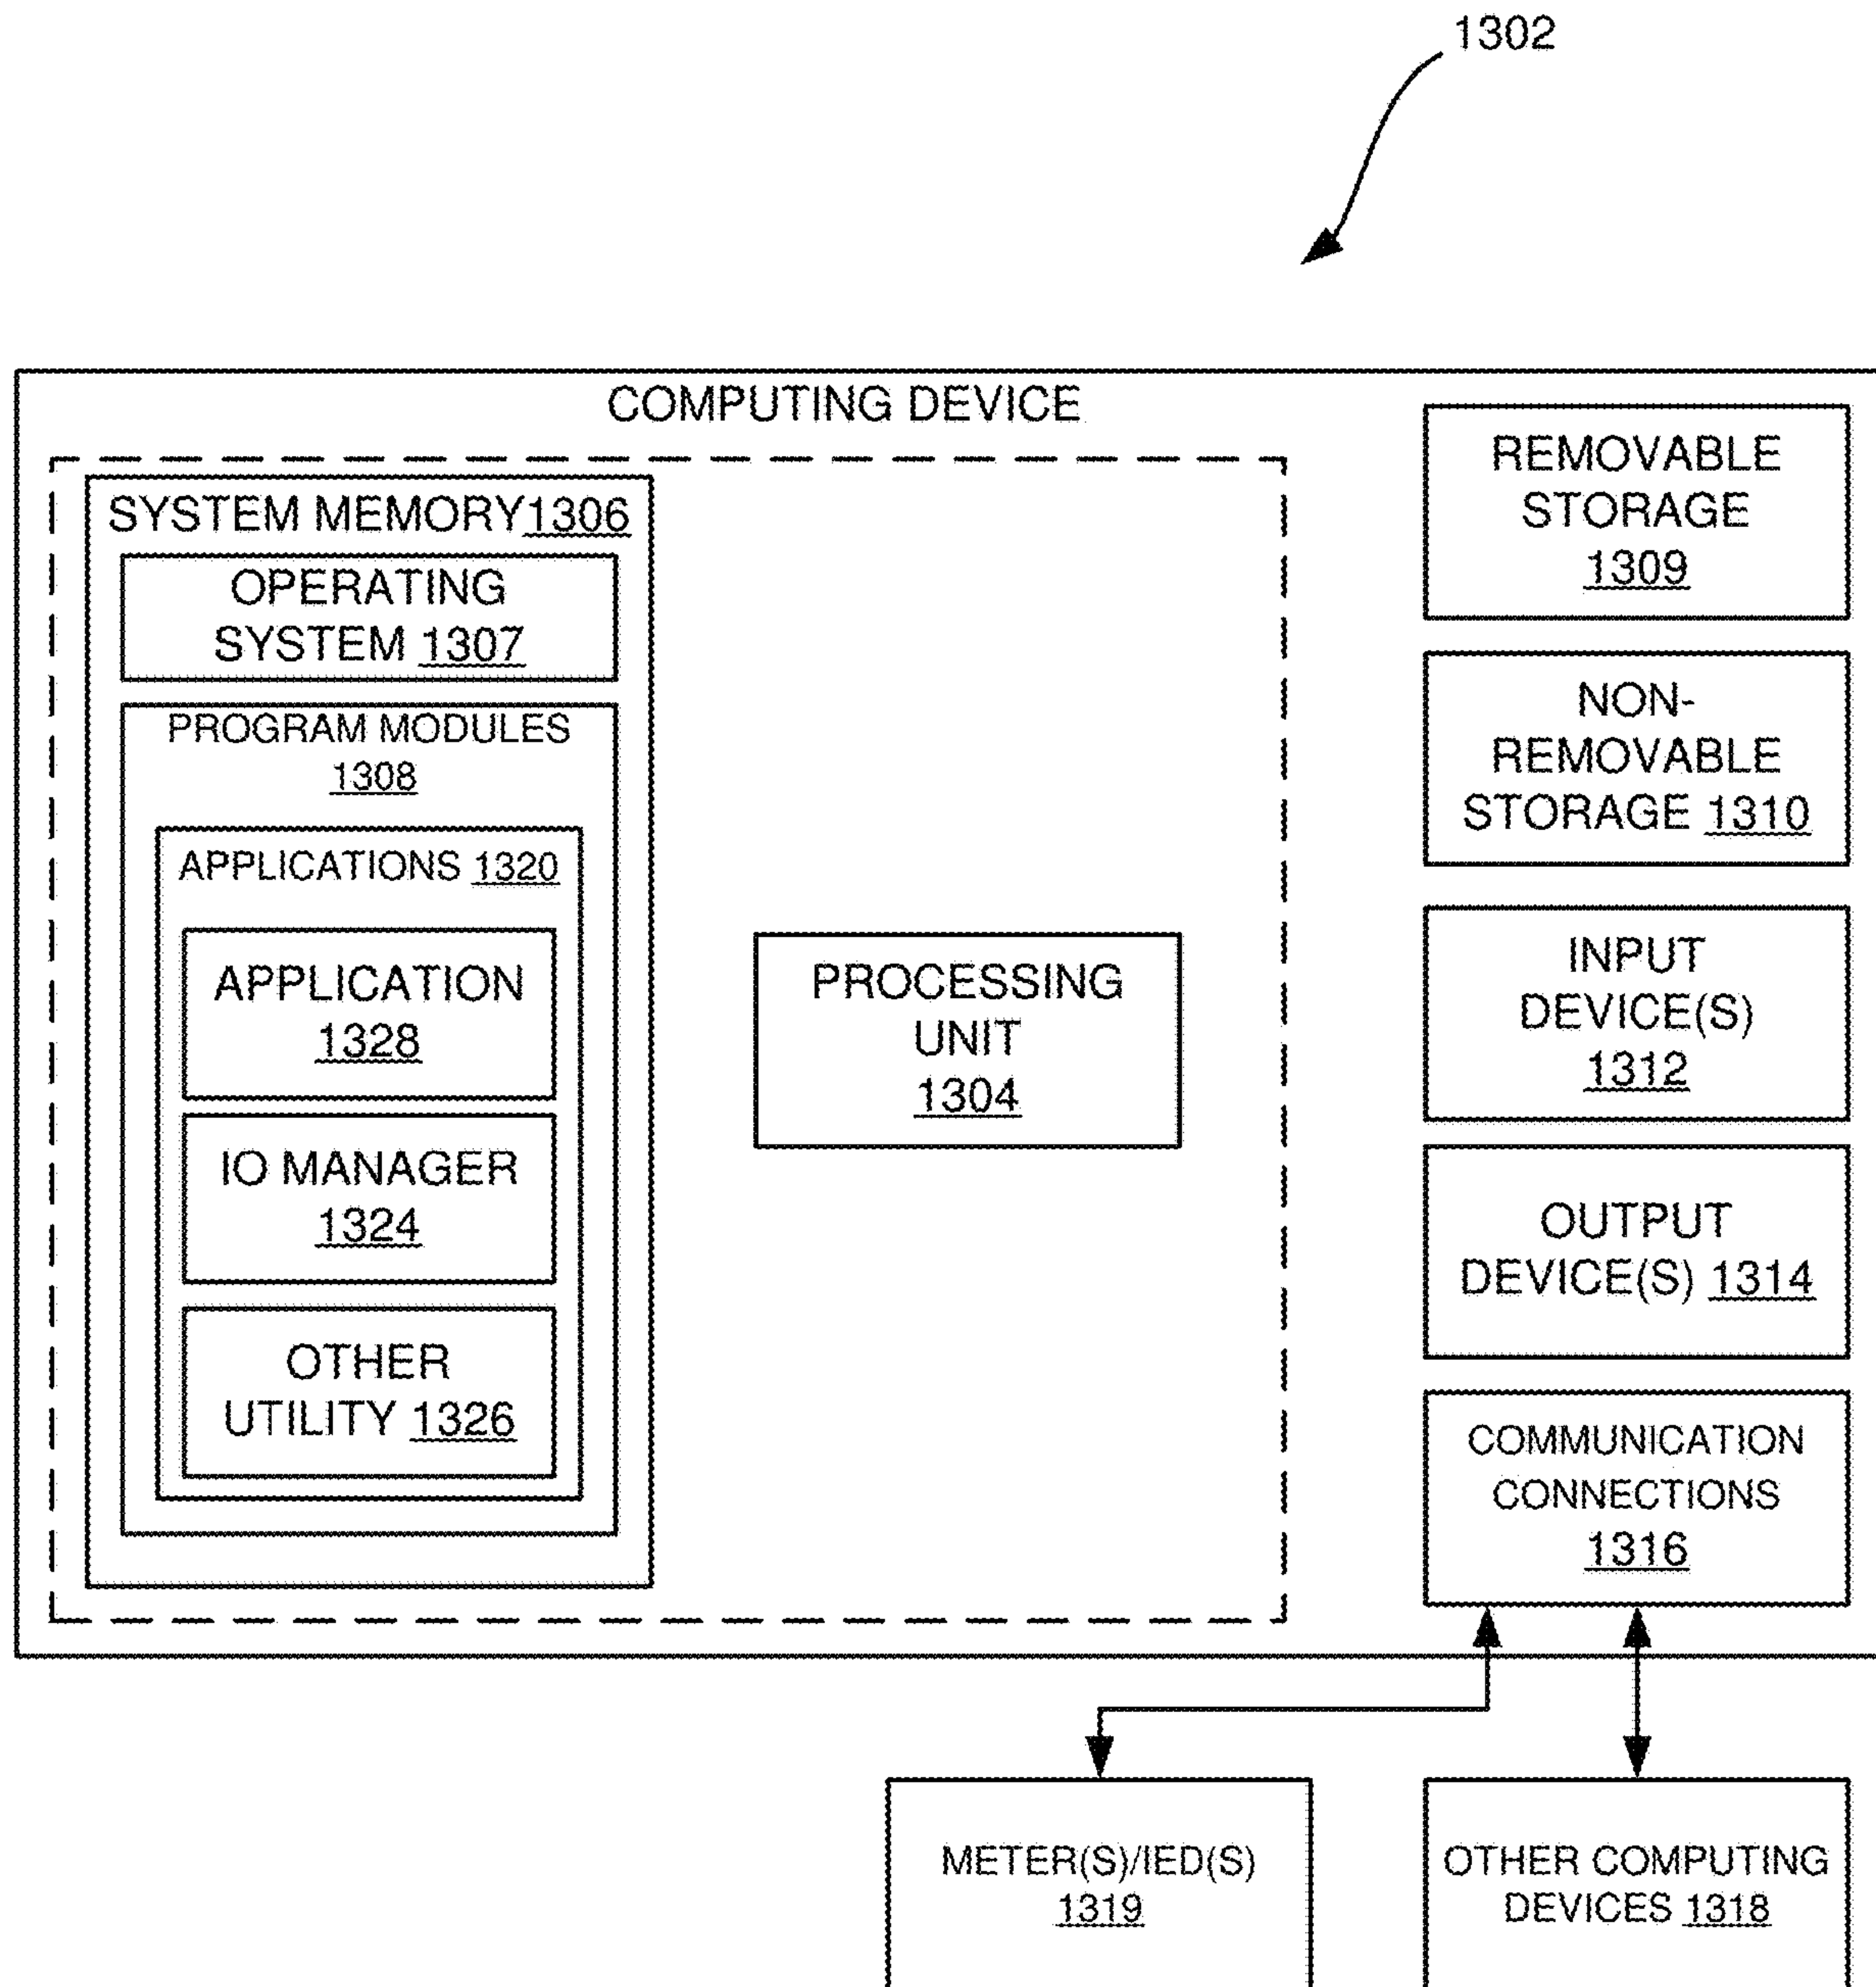 1302
COMPUTING DEVICE
SYSTEM MEMORY1306
OPERATING
SYSTEM 1307
PROGRAM MODULES
1308
APPLICATIONS 1320
APPLICATION
1328
IO MANAGER
1324
OTHER
UTILITY 1326
PROCESSING
UNIT
1304
REMOVABLE
STORAGE
1309
NON-
REMOVABLE
STORAGE 1310
INPUT
DEVICE(S)
1312
OUTPUT
DEVICE(S) 1314
COMMUNICATION
CONNECTIONS
1316
METER(S)/IED(S)
1319
OTHER COMPUTING
DEVICES 1318